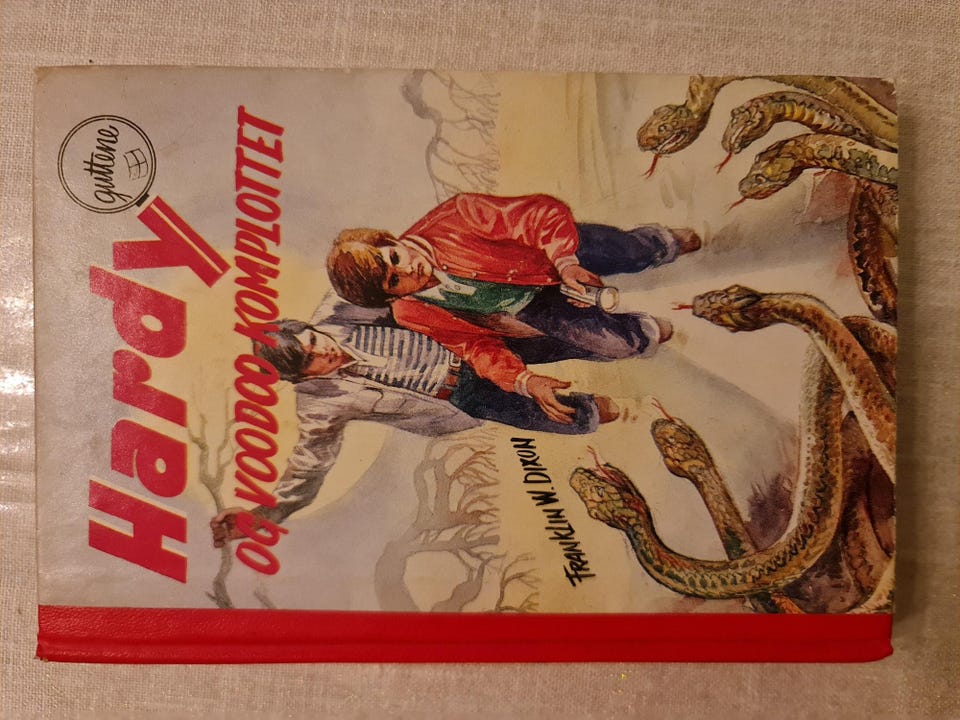 Hardy
guttene
OG VOODOO KOMPLOTTET
FRANKLIN W. DIXON